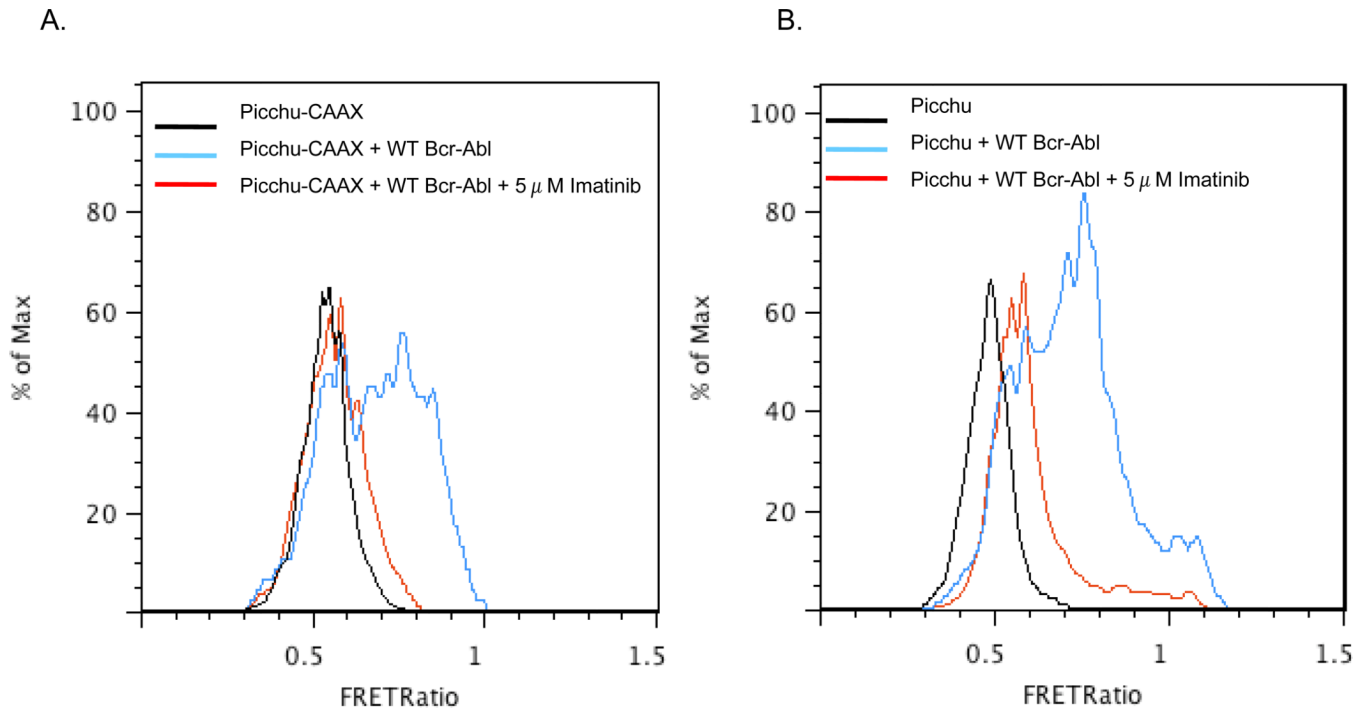 A.
100
80
60
40
20
% of Max
Picchu-CAAX
Picchu-CAAX + WT Bcr-Abl
Picchu-CAAX + WT Bcr-Abl + 5 μ M Imatinib
0.5
1
1.5
FRETRatio
B.
100
80
60
40
20
% of Max
Picchu
Picchu + WT Bcr-Abl
Picchu + WT Bcr-Abl + 5 μ M Imatinib
0.5
1
1.5
FRETRatio